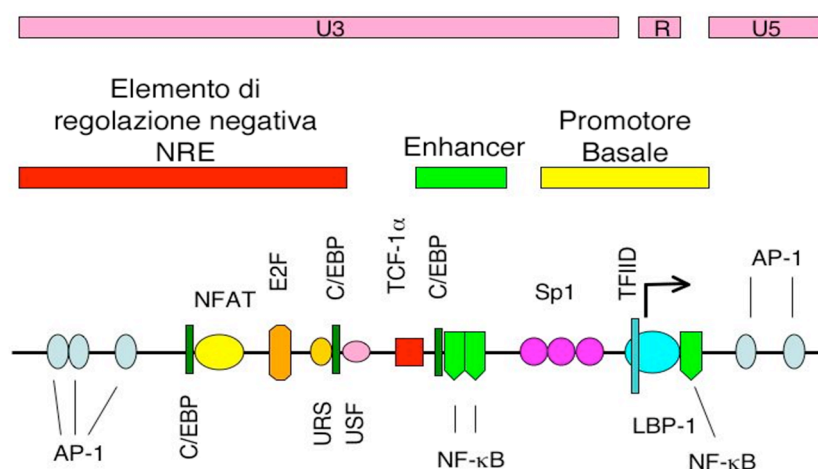 U3
R
U5
Elemento di
regolazione negativa
NRE
Enhancer
Promotore
Basale
NFAT
E2F
C/EBP
TCF-1α
C/EBP
Sp1
TFIID
AP-1
AP-1
C/EBP
URS
USF
NF-κB
LBP-1
NF-κB